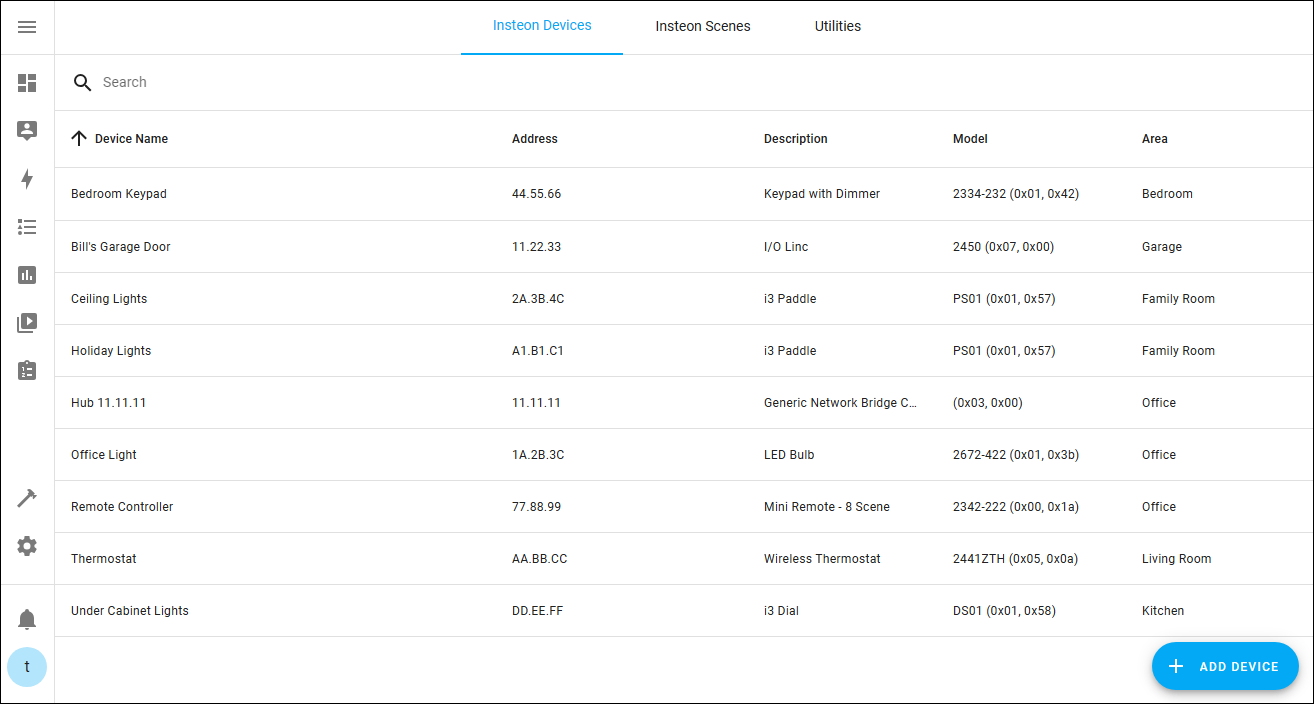 Insteon Devices Insteon Scenes Utilities
Search
Device Name Address Description Model Area
Bedroom Keypad 44.55.66 Keypad with Dimmer 2334-232 (0x01, 0x42) Bedroom
Bill's Garage Door 11.22.33 I/O Linc 2450 (0x07, 0x00) Garage
Ceiling Lights 2A.3B.4C i3 Paddle PS01 (0x01, 0x57) Family Room
Holiday Lights A1.B1.C1 i3 Paddle PS01 (0x01, 0x57) Family Room
Hub 11.11.11 11.11.11 Generic Network Bridge C... (0x03, 0x00) Office
Office Light 1A.2B.3C LED Bulb 2672-422 (0x01, 0x3b) Office
Remote Controller 77.88.99 Mini Remote - 8 Scene 2342-222 (0x00, 0x1a) Office
Thermostat AA.BB.CC Wireless Thermostat 2441ZTH (0x05, 0x0a) Living Room
Under Cabinet Lights DD.EE.FF i3 Dial DS01 (0x01, 0x58) Kitchen
t
ADD DEVICE